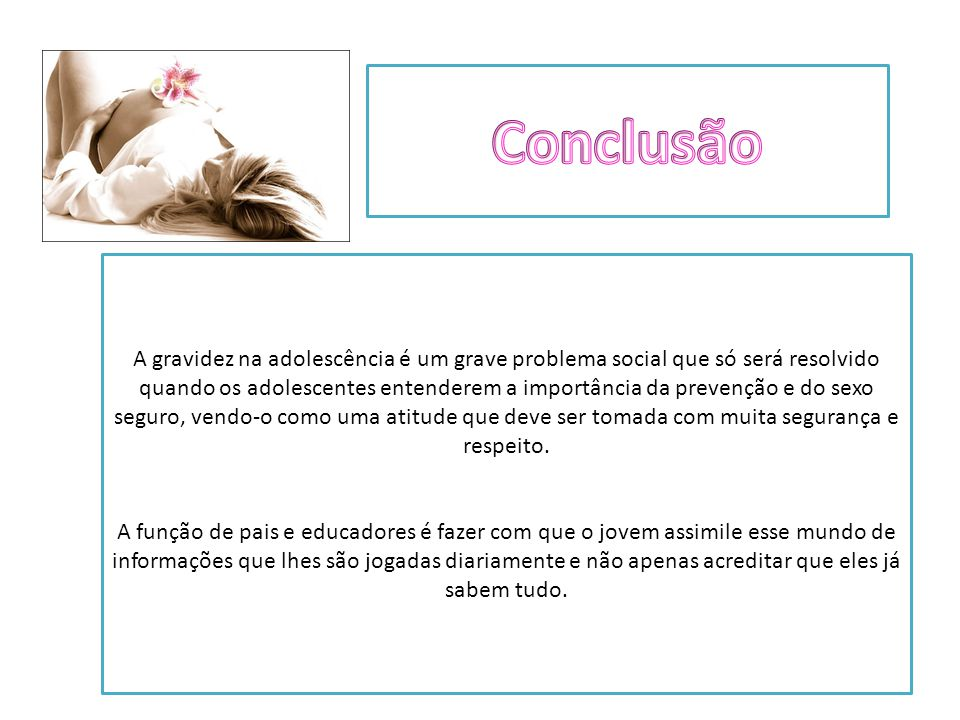 Conclusão
A gravidez na adolescência é um grave problema social que só será resolvido
quando os adolescentes entenderem a importância da prevenção e do sexo
seguro, vendo-o como uma atitude que deve ser tomada com muita segurança e
respeito.
A função de pais e educadores é fazer com que o jovem assimile esse mundo de
informações que lhes são jogadas diariamente e não apenas acreditar que eles já
sabem tudo.